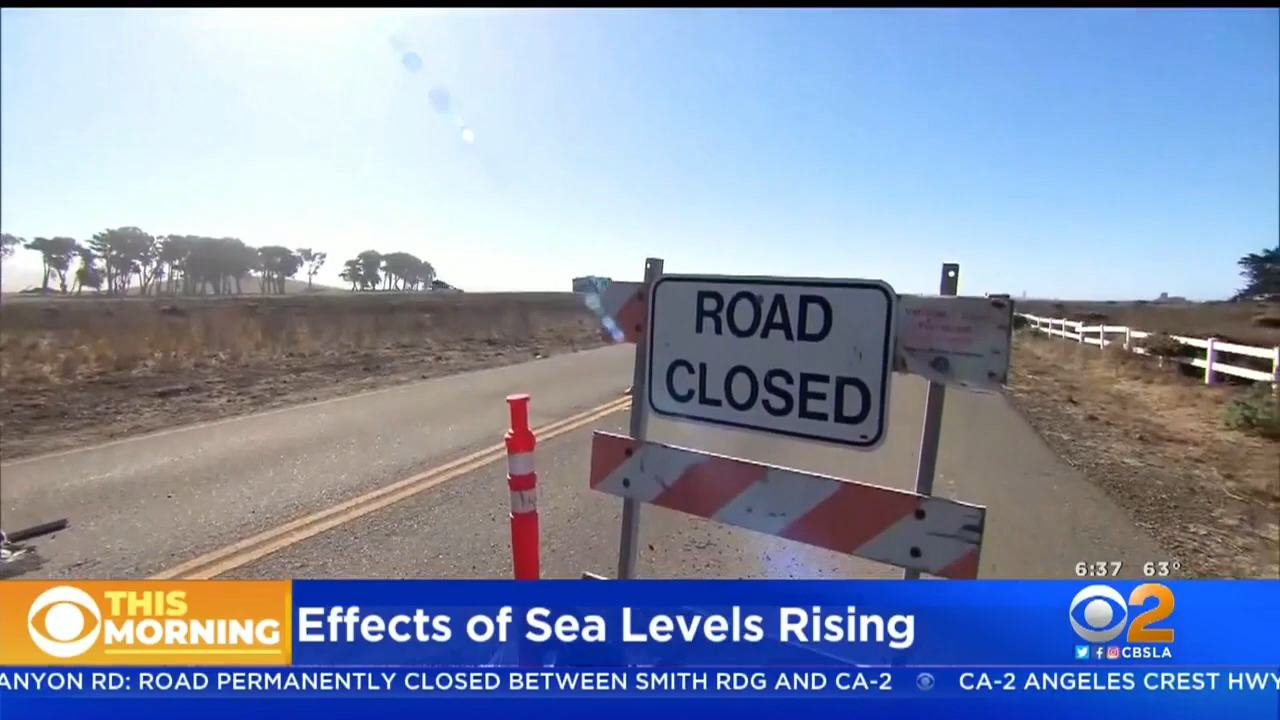 ROAD
CLOSED
6:37 63°
THIS
MORNING
Effects of Sea Levels Rising
2
CBSLA
ANYON RD: ROAD PERMANENTLY CLOSED BETWEEN SMITH RDG AND CA-2 CA-2 ANGELES CREST HWY